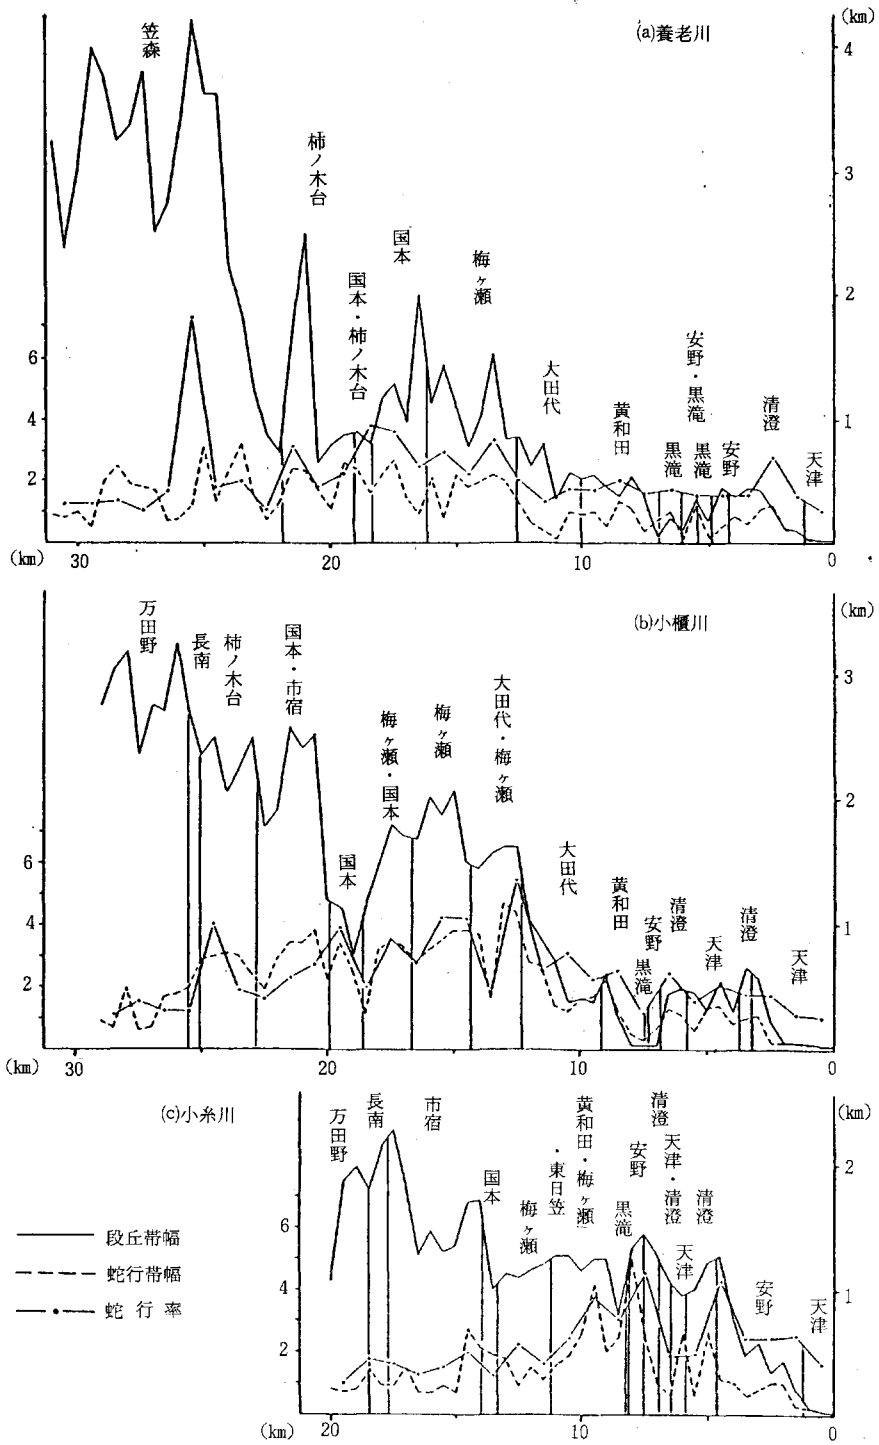 (km)
(a)養老川
4
3
2
1
笠森
柿ノ木台
国本・柿ノ木台
国本
梅ヶ瀬
大田代
黄和田
黒滝
安野・黒滝
黒滝
安野
清澄
天津
6
4
2
(km)
30
20
10
0
(km)
(b)小櫃川
3
2
1
万田野
長南
柿ノ木台
国本・市宿
国本
梅ヶ瀬・国本
梅ヶ瀬
大田代・梅ヶ瀬
大田代
黄和田
黒滝
安野
清澄
天津
清澄
天津
6
4
2
(km)
30
20
10
0
(km)
(c)小糸川
2
1
万田野
長南
市宿
国本
梅ヶ瀬
・東日笠
黄和田・梅ヶ瀬
黒滝
安野
清澄
天津・清澄
天津
清澄
安野
天津
6
4
2
(km)
20
10
0
段丘帯幅
蛇行帯幅
蛇行率